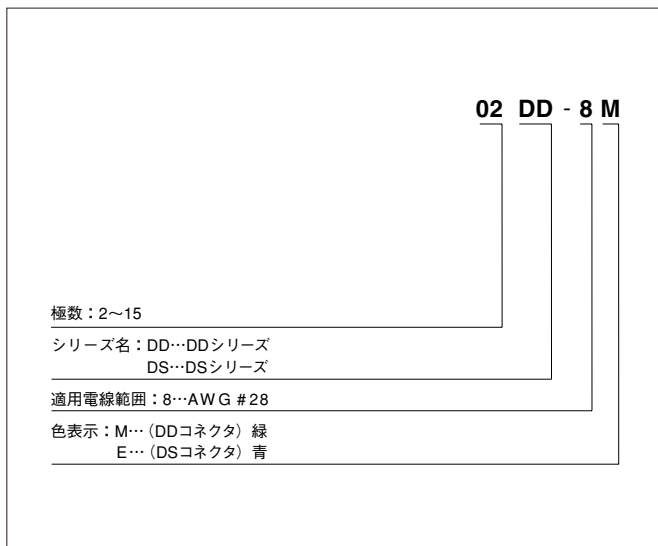 02 DD - 8 M
極数：2〜15
シリーズ名：DD…DDシリーズ
DS…DSシリーズ
適用電線範囲：8…AWG #28
色表示：M…（DDコネクタ）緑
E…（DSコネクタ）青